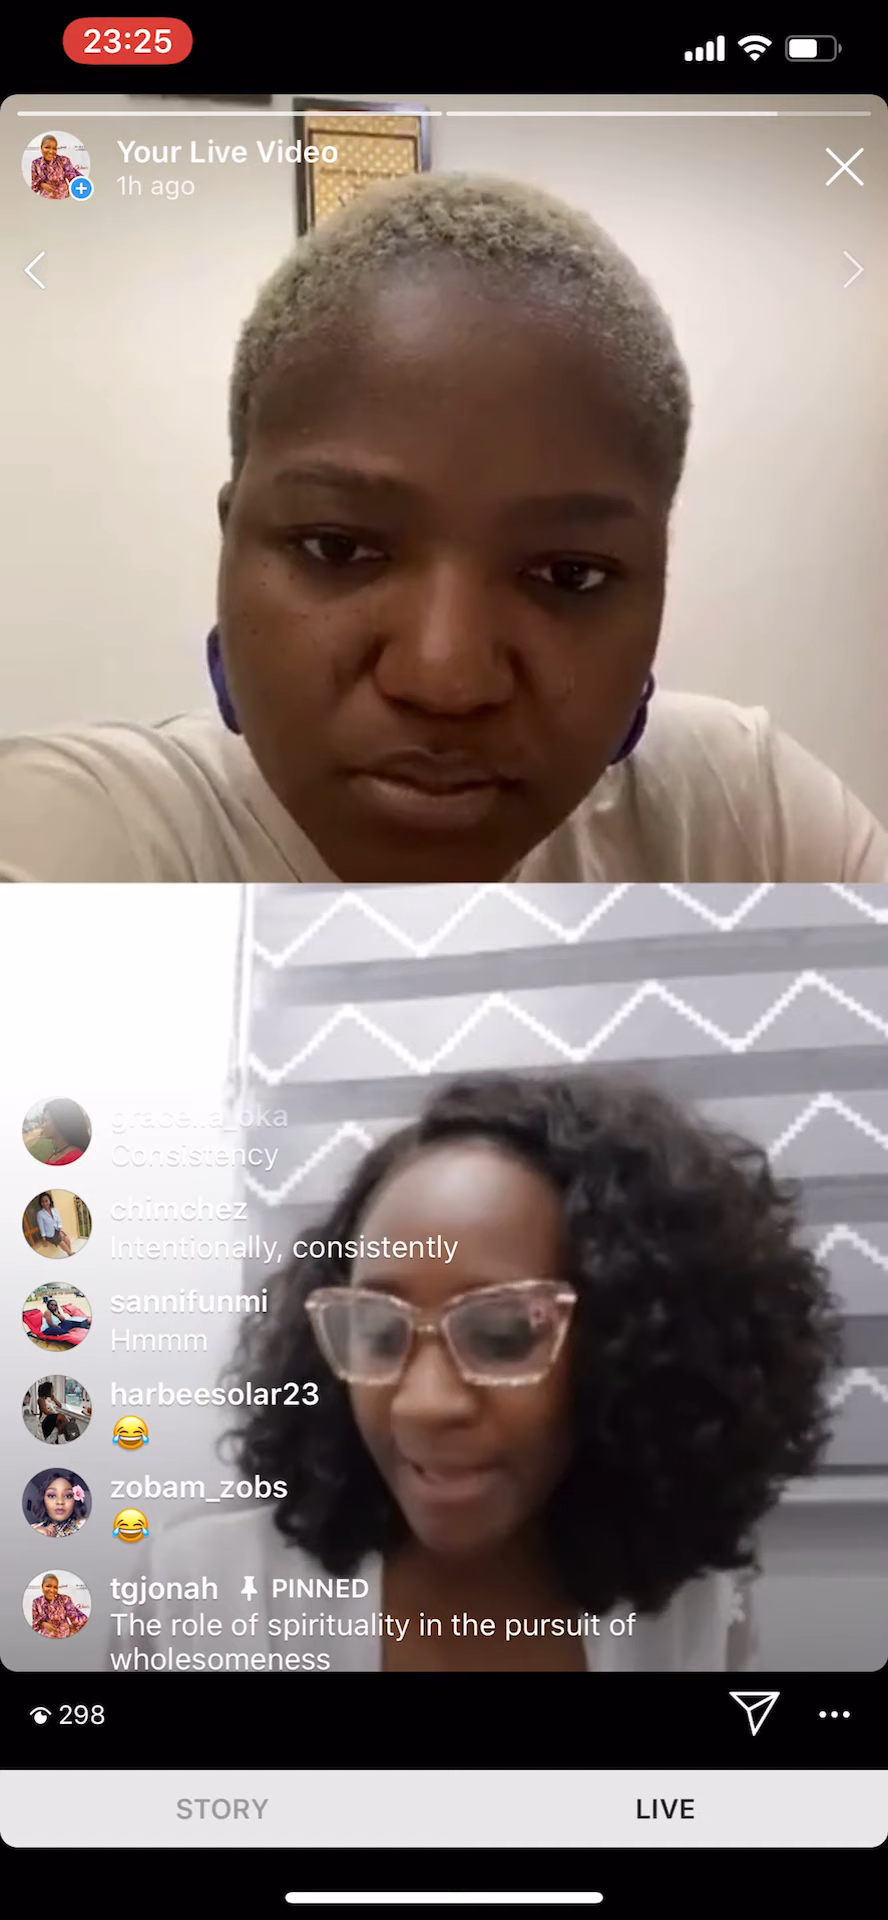 23:25
Your Live Video
1h ago
Consistency
chimchez
Intentionally, consistently
sannifunmi
Hmmm
harbeesolar23
😂
zobam_zobs
😂
tgjonah PINNED
The role of spirituality in the pursuit of
wholesomeness
298
STORY
LIVE